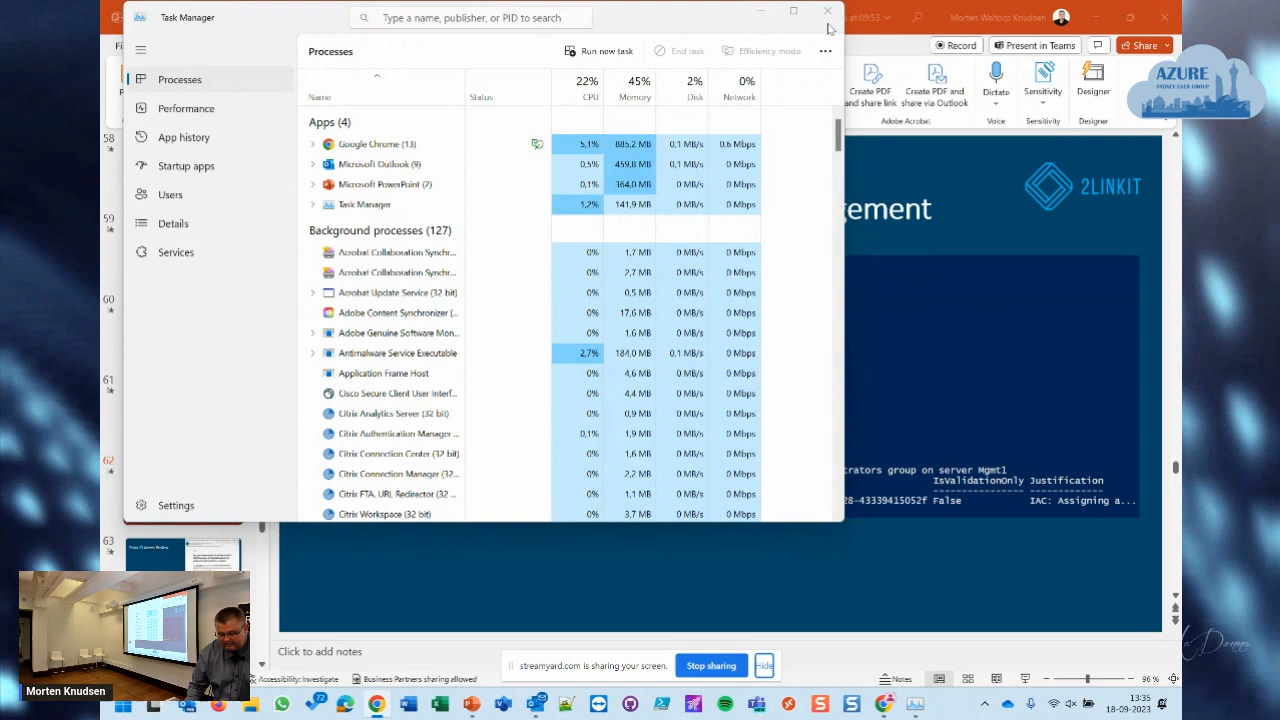 Task Manager
Type a name, publisher, or PID to search
at 09:53
Morten Waltorp Knudsen
Processes
Run new task
End task
Efficiency mode
Record
Present in Teams
Share
AZURE
SYDNEY USER GROUP
Processes
Performance
App history
Startup apps
Users
Details
Services
Settings
22%
45%
2%
0%
Name
Status
CPU
Memory
Disk
Network
Apps (4)
Google Chrome (13)
5,1%
885,2 MB
0,1 MB/s
0,6 Mbps
Microsoft Outlook (9)
0,5%
459,8 MB
0,1 MB/s
0 Mbps
Microsoft PowerPoint (2)
0,1%
364,0 MB
0 MB/s
0 Mbps
Task Manager
1,2%
141,9 MB
0 MB/s
0 Mbps
Background processes (127)
Acrobat Collaboration Synchr...
0%
1,7 MB
0 MB/s
0 Mbps
Acrobat Collaboration Synchr...
0%
2,7 MB
0 MB/s
0 Mbps
Acrobat Update Service (32 bit)
0%
0,5 MB
0 MB/s
0 Mbps
Adobe Content Synchronizer (...
0%
17,6 MB
0 MB/s
0 Mbps
Adobe Genuine Software Mon...
0%
1,6 MB
0 MB/s
0 Mbps
Antimalware Service Executable
2,7%
184,0 MB
0,1 MB/s
0 Mbps
Application Frame Host
0%
4,6 MB
0 MB/s
0 Mbps
Cisco Secure Client User Interf...
0%
4,4 MB
0 MB/s
0 Mbps
Citrix Analytics Server (32 bit)
0%
0,9 MB
0 MB/s
0 Mbps
Citrix Authentication Manager ...
0,1%
1,9 MB
0 MB/s
0 Mbps
Citrix Connection Center (32 bit)
0%
1,6 MB
0 MB/s
0 Mbps
Citrix Connection Manager (32...
0%
2,2 MB
0 MB/s
0 Mbps
Citrix FTA, URL Redirector (32 ...
0%
1,1 MB
0 MB/s
0 Mbps
Citrix Workspace (32 bit)
0%
3,7 MB
0 MB/s
0 Mbps
Create PDF
and share link
Create PDF and
share via Outlook
Dictate
Sensitivity
Designer
Adobe Acrobat
Voice
Sensitivity
Designer
58
59
60
61
62
63
2LINKIT
gement
trators group on server Mgmt1
IsValidationOnly Justification
28-43339415052f False
IAC: Assigning a...
Click to add notes
streamyard.com is sharing your screen.
Stop sharing
Hide
Accessibility: Investigate
Business Partners sharing allowed
Notes
96 %
Morten Knudsen
13:35
18-09-2023